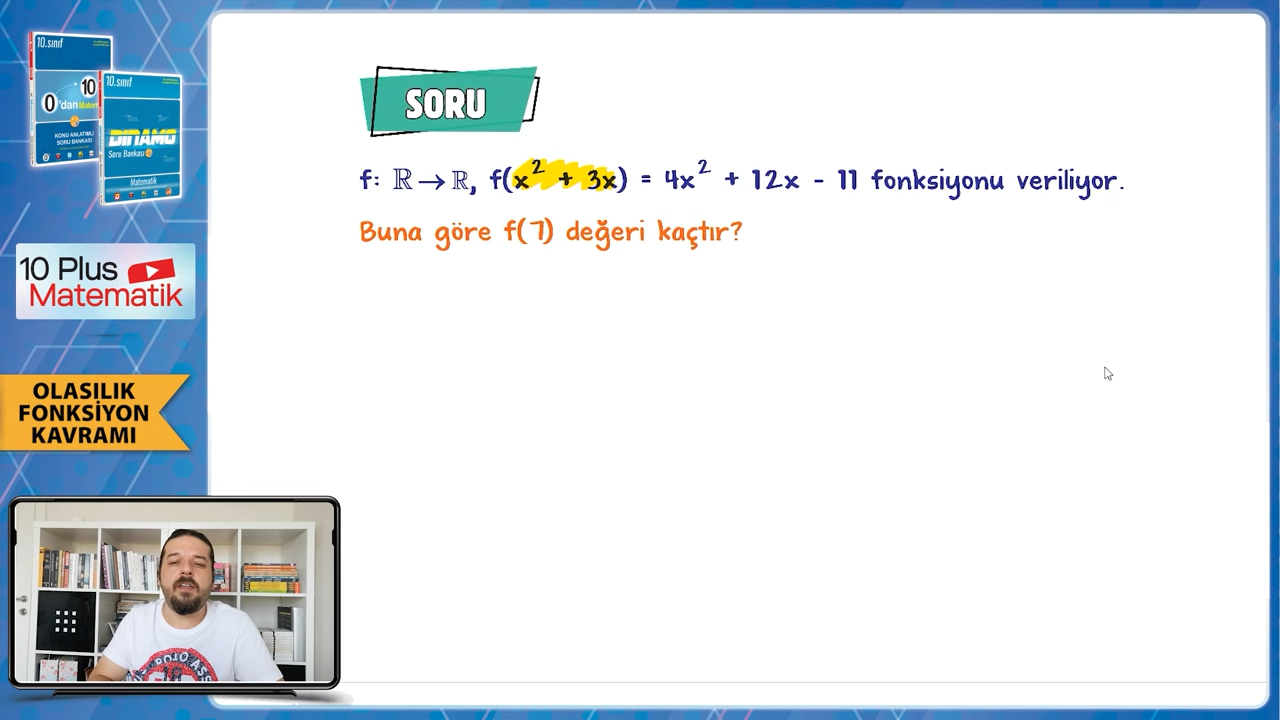 SORU
f: ℝ → ℝ, f(x² + 3x) = 4x² + 12x - 11 fonksiyonu veriliyor.
Buna göre f(7) değeri kaçtır?
10.sınıf
0'dan 10
KONU ANLATIMLI
SORU BANKASI
10.sınıf
DİNAMO
Soru Bankası
Matematik
10 Plus
Matematik
OLASILIK
FONKSİYON
KAVRAMI